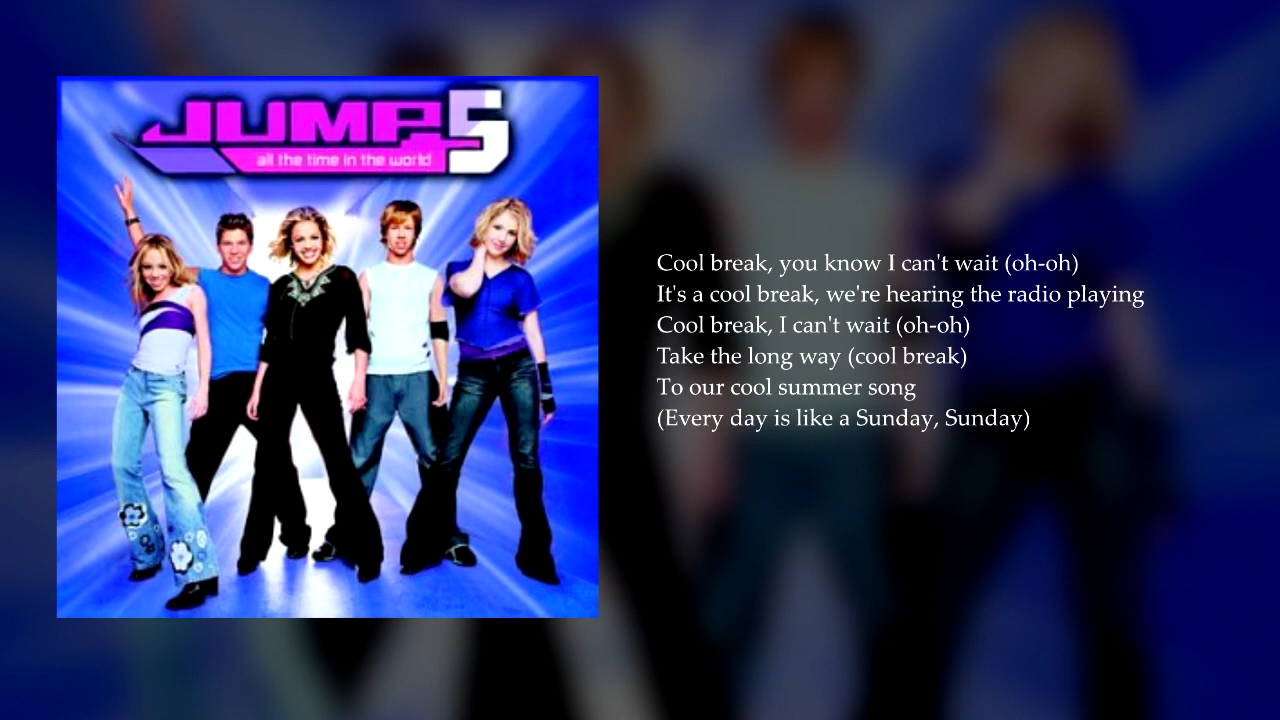 JUMP5
all the time in the world
Cool break, you know I can't wait (oh-oh)
It's a cool break, we're hearing the radio playing
Cool break, I can't wait (oh-oh)
Take the long way (cool break)
To our cool summer song
(Every day is like a Sunday, Sunday)